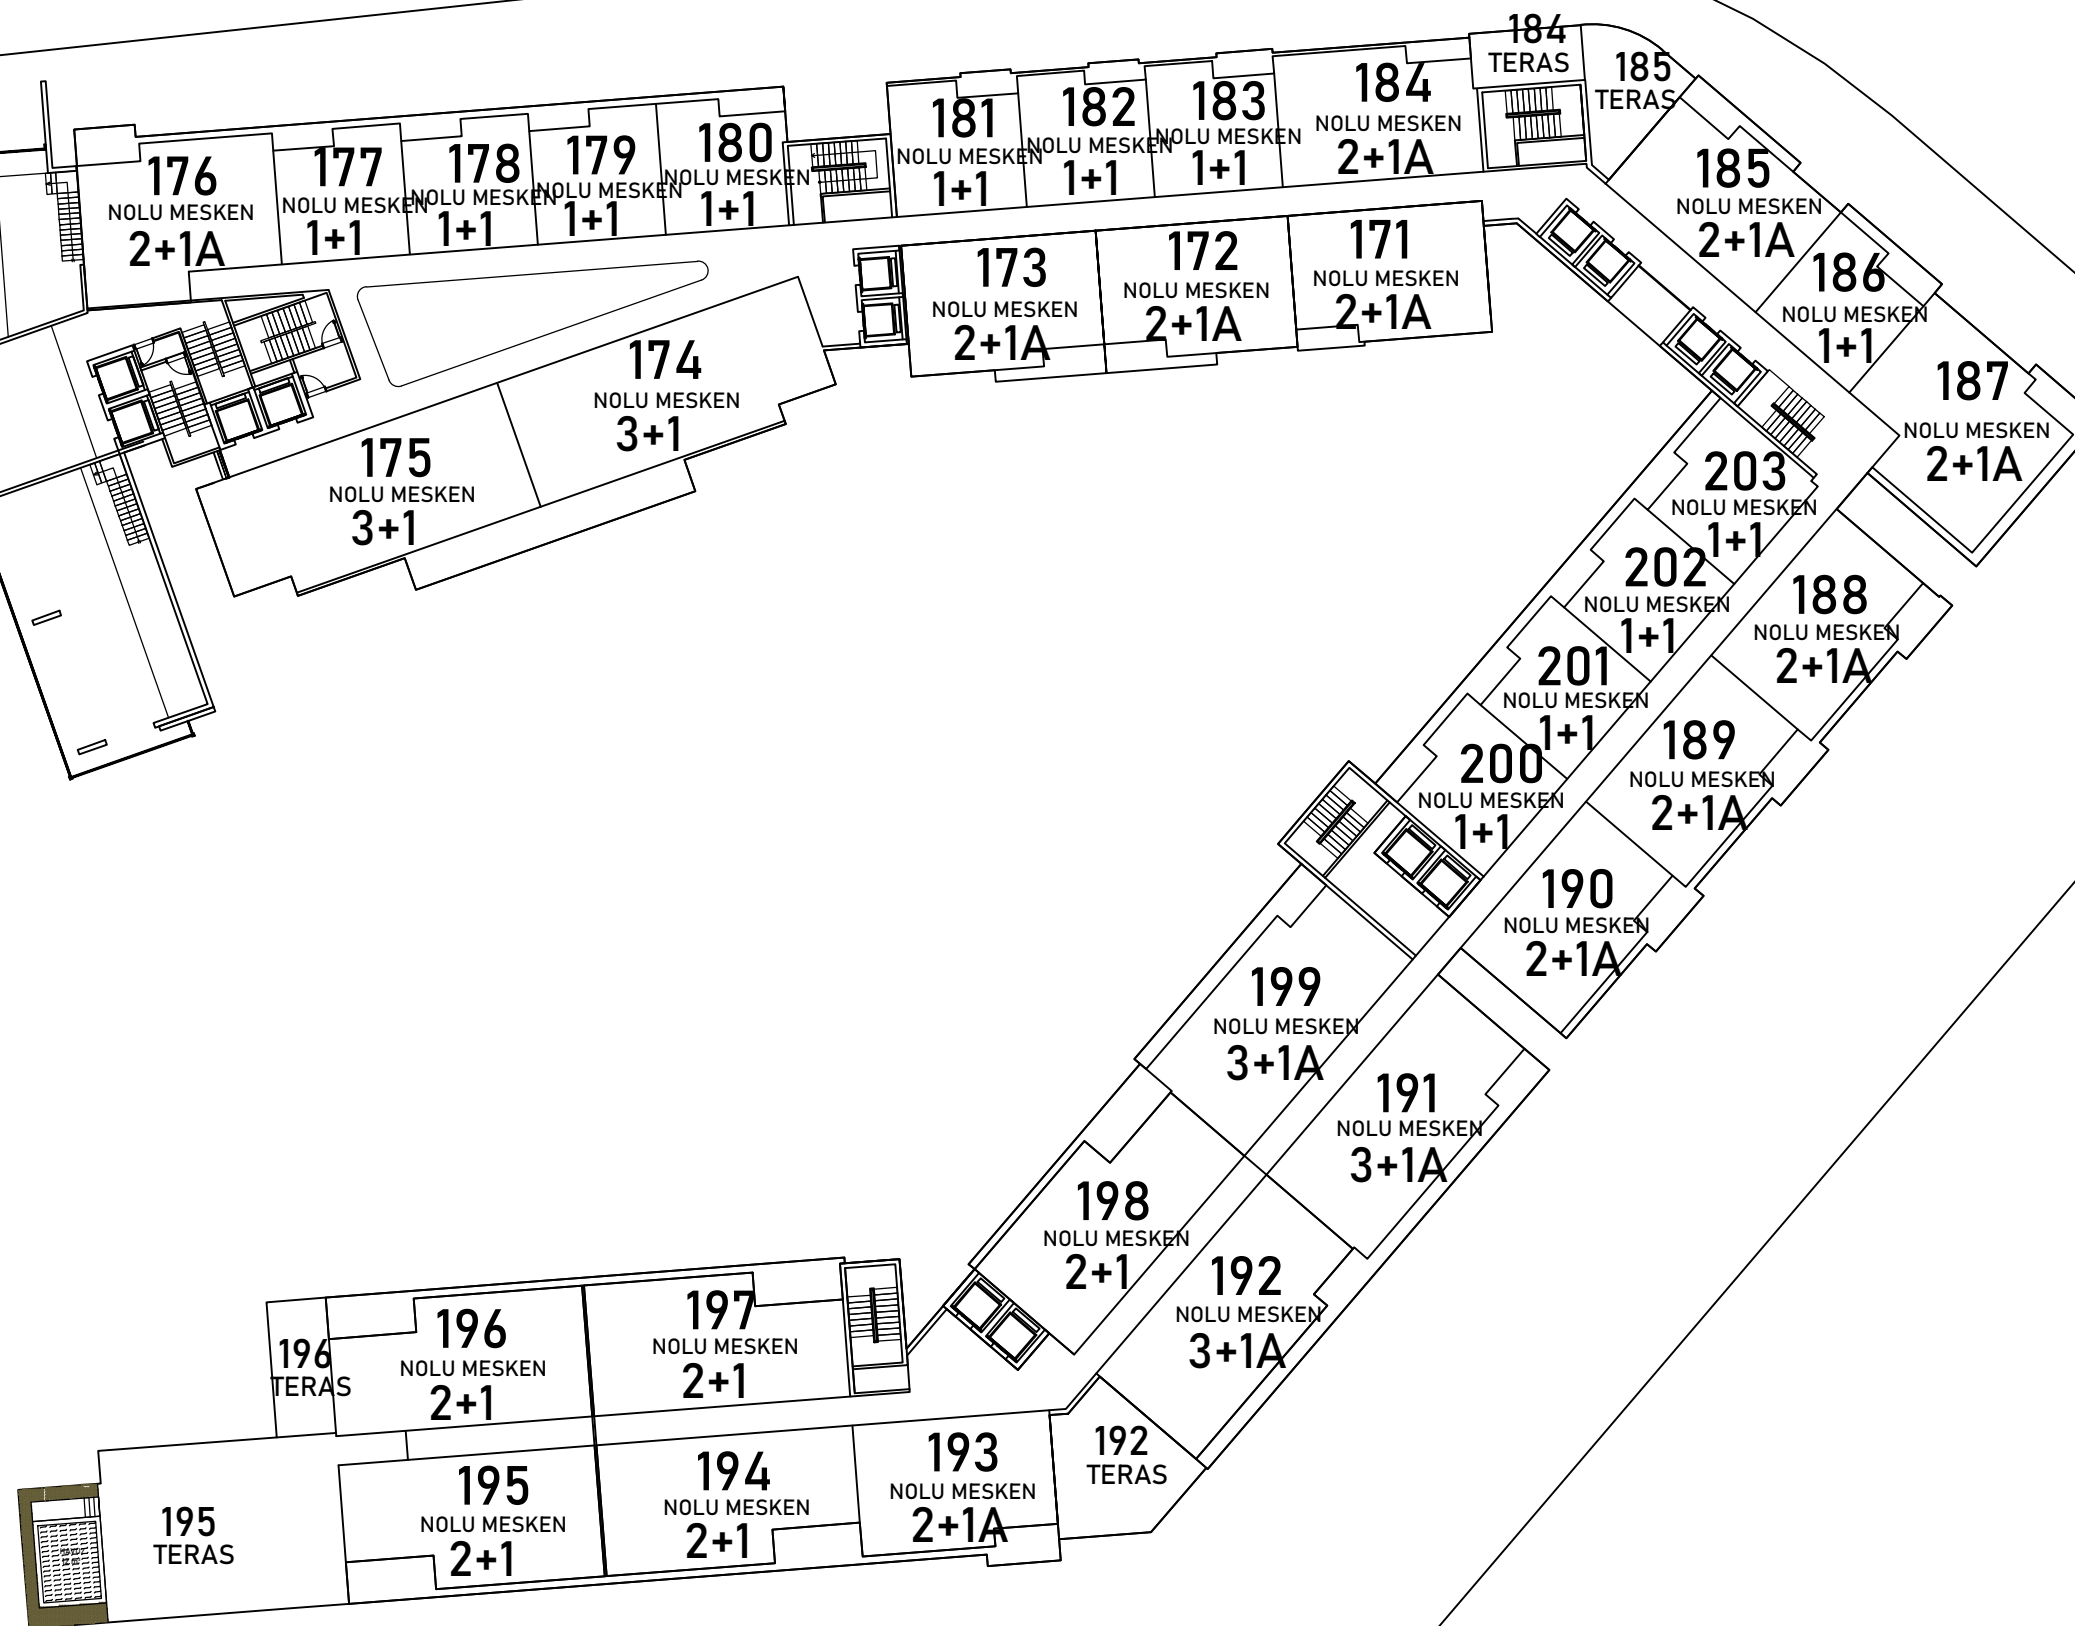 184
TERAS
185
TERAS
176
NOLU MESKEN
2+1A
177
NOLU MESKEN
1+1
178
NOLU MESKEN
1+1
179
NOLU MESKEN
1+1
180
NOLU MESKEN
1+1
181
NOLU MESKEN
1+1
182
NOLU MESKEN
1+1
183
NOLU MESKEN
1+1
184
NOLU MESKEN
2+1A
185
NOLU MESKEN
2+1A
186
NOLU MESKEN
1+1
187
NOLU MESKEN
2+1A
173
NOLU MESKEN
2+1A
172
NOLU MESKEN
2+1A
171
NOLU MESKEN
2+1A
174
NOLU MESKEN
3+1
175
NOLU MESKEN
3+1
203
NOLU MESKEN
1+1
202
NOLU MESKEN
1+1
201
NOLU MESKEN
1+1
200
NOLU MESKEN
1+1
188
NOLU MESKEN
2+1A
189
NOLU MESKEN
2+1A
190
NOLU MESKEN
2+1A
199
NOLU MESKEN
3+1A
191
NOLU MESKEN
3+1A
198
NOLU MESKEN
2+1
192
NOLU MESKEN
3+1A
196
TERAS
196
NOLU MESKEN
2+1
197
NOLU MESKEN
2+1
195
TERAS
195
NOLU MESKEN
2+1
194
NOLU MESKEN
2+1
193
NOLU MESKEN
2+1A
192
TERAS